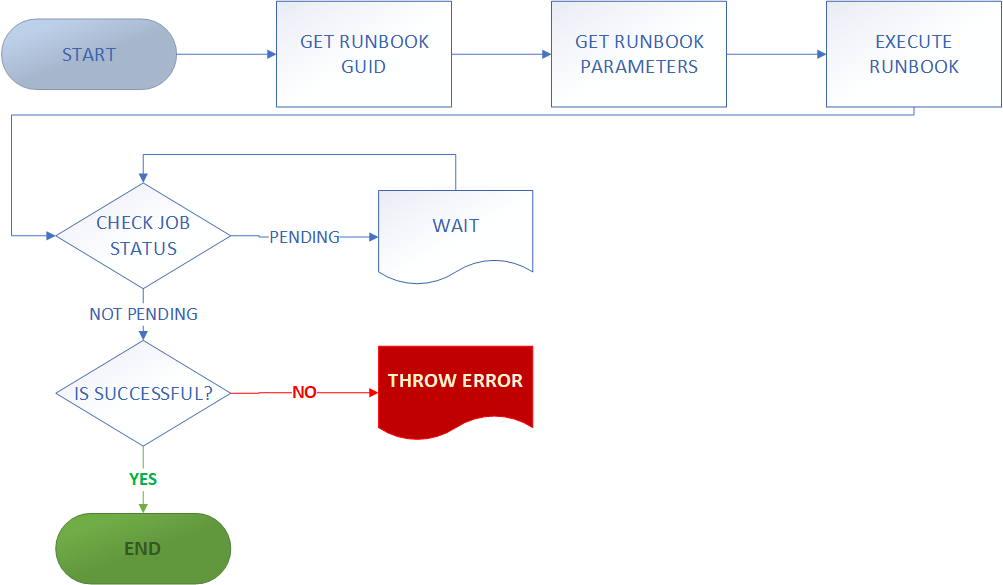 START
GET RUNBOOK
GUID
GET RUNBOOK
PARAMETERS
EXECUTE
RUNBOOK
CHECK JOB
STATUS
PENDING
WAIT
NOT PENDING
IS SUCCESSFUL?
NO
THROW ERROR
YES
END